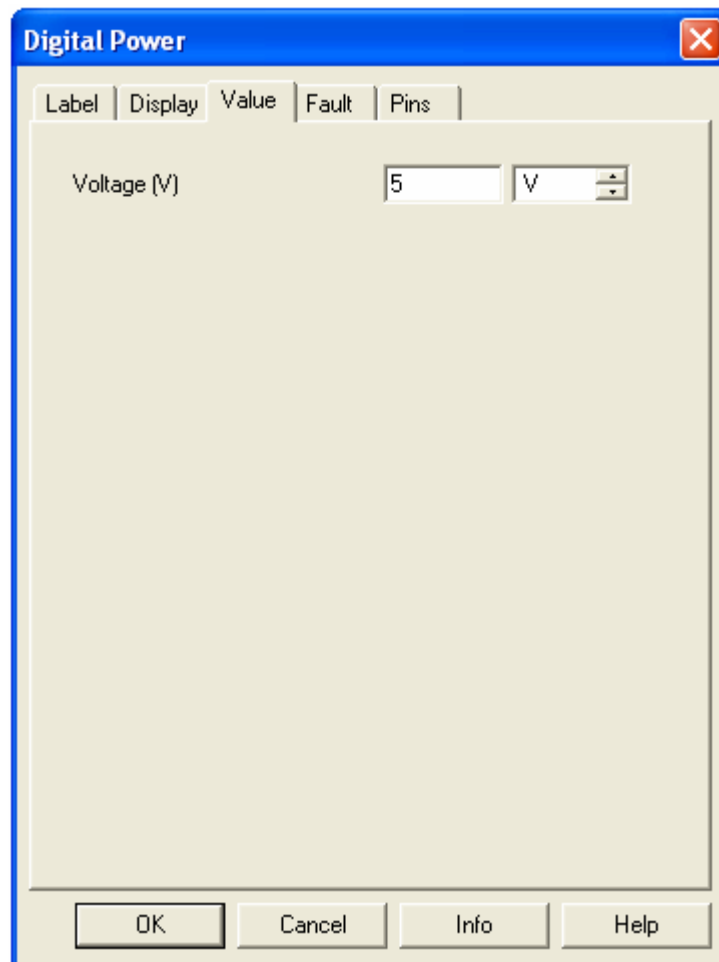 Digital Power
Label Display Value Fault Pins
Voltage (V) 5 V
OK Cancel Info Help